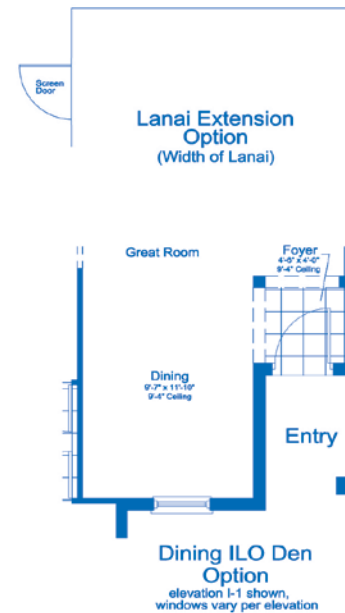 Screen
Door
Lanai Extension
Option
(Width of Lanai)
Great Room
Foyer
4'-6" x 4'-0"
9'-4" Ceiling
Dining
9'-7" x 11'-10"
9'-4" Ceiling
Entry
Dining ILO Den
Option
elevation I-1 shown,
windows vary per elevation